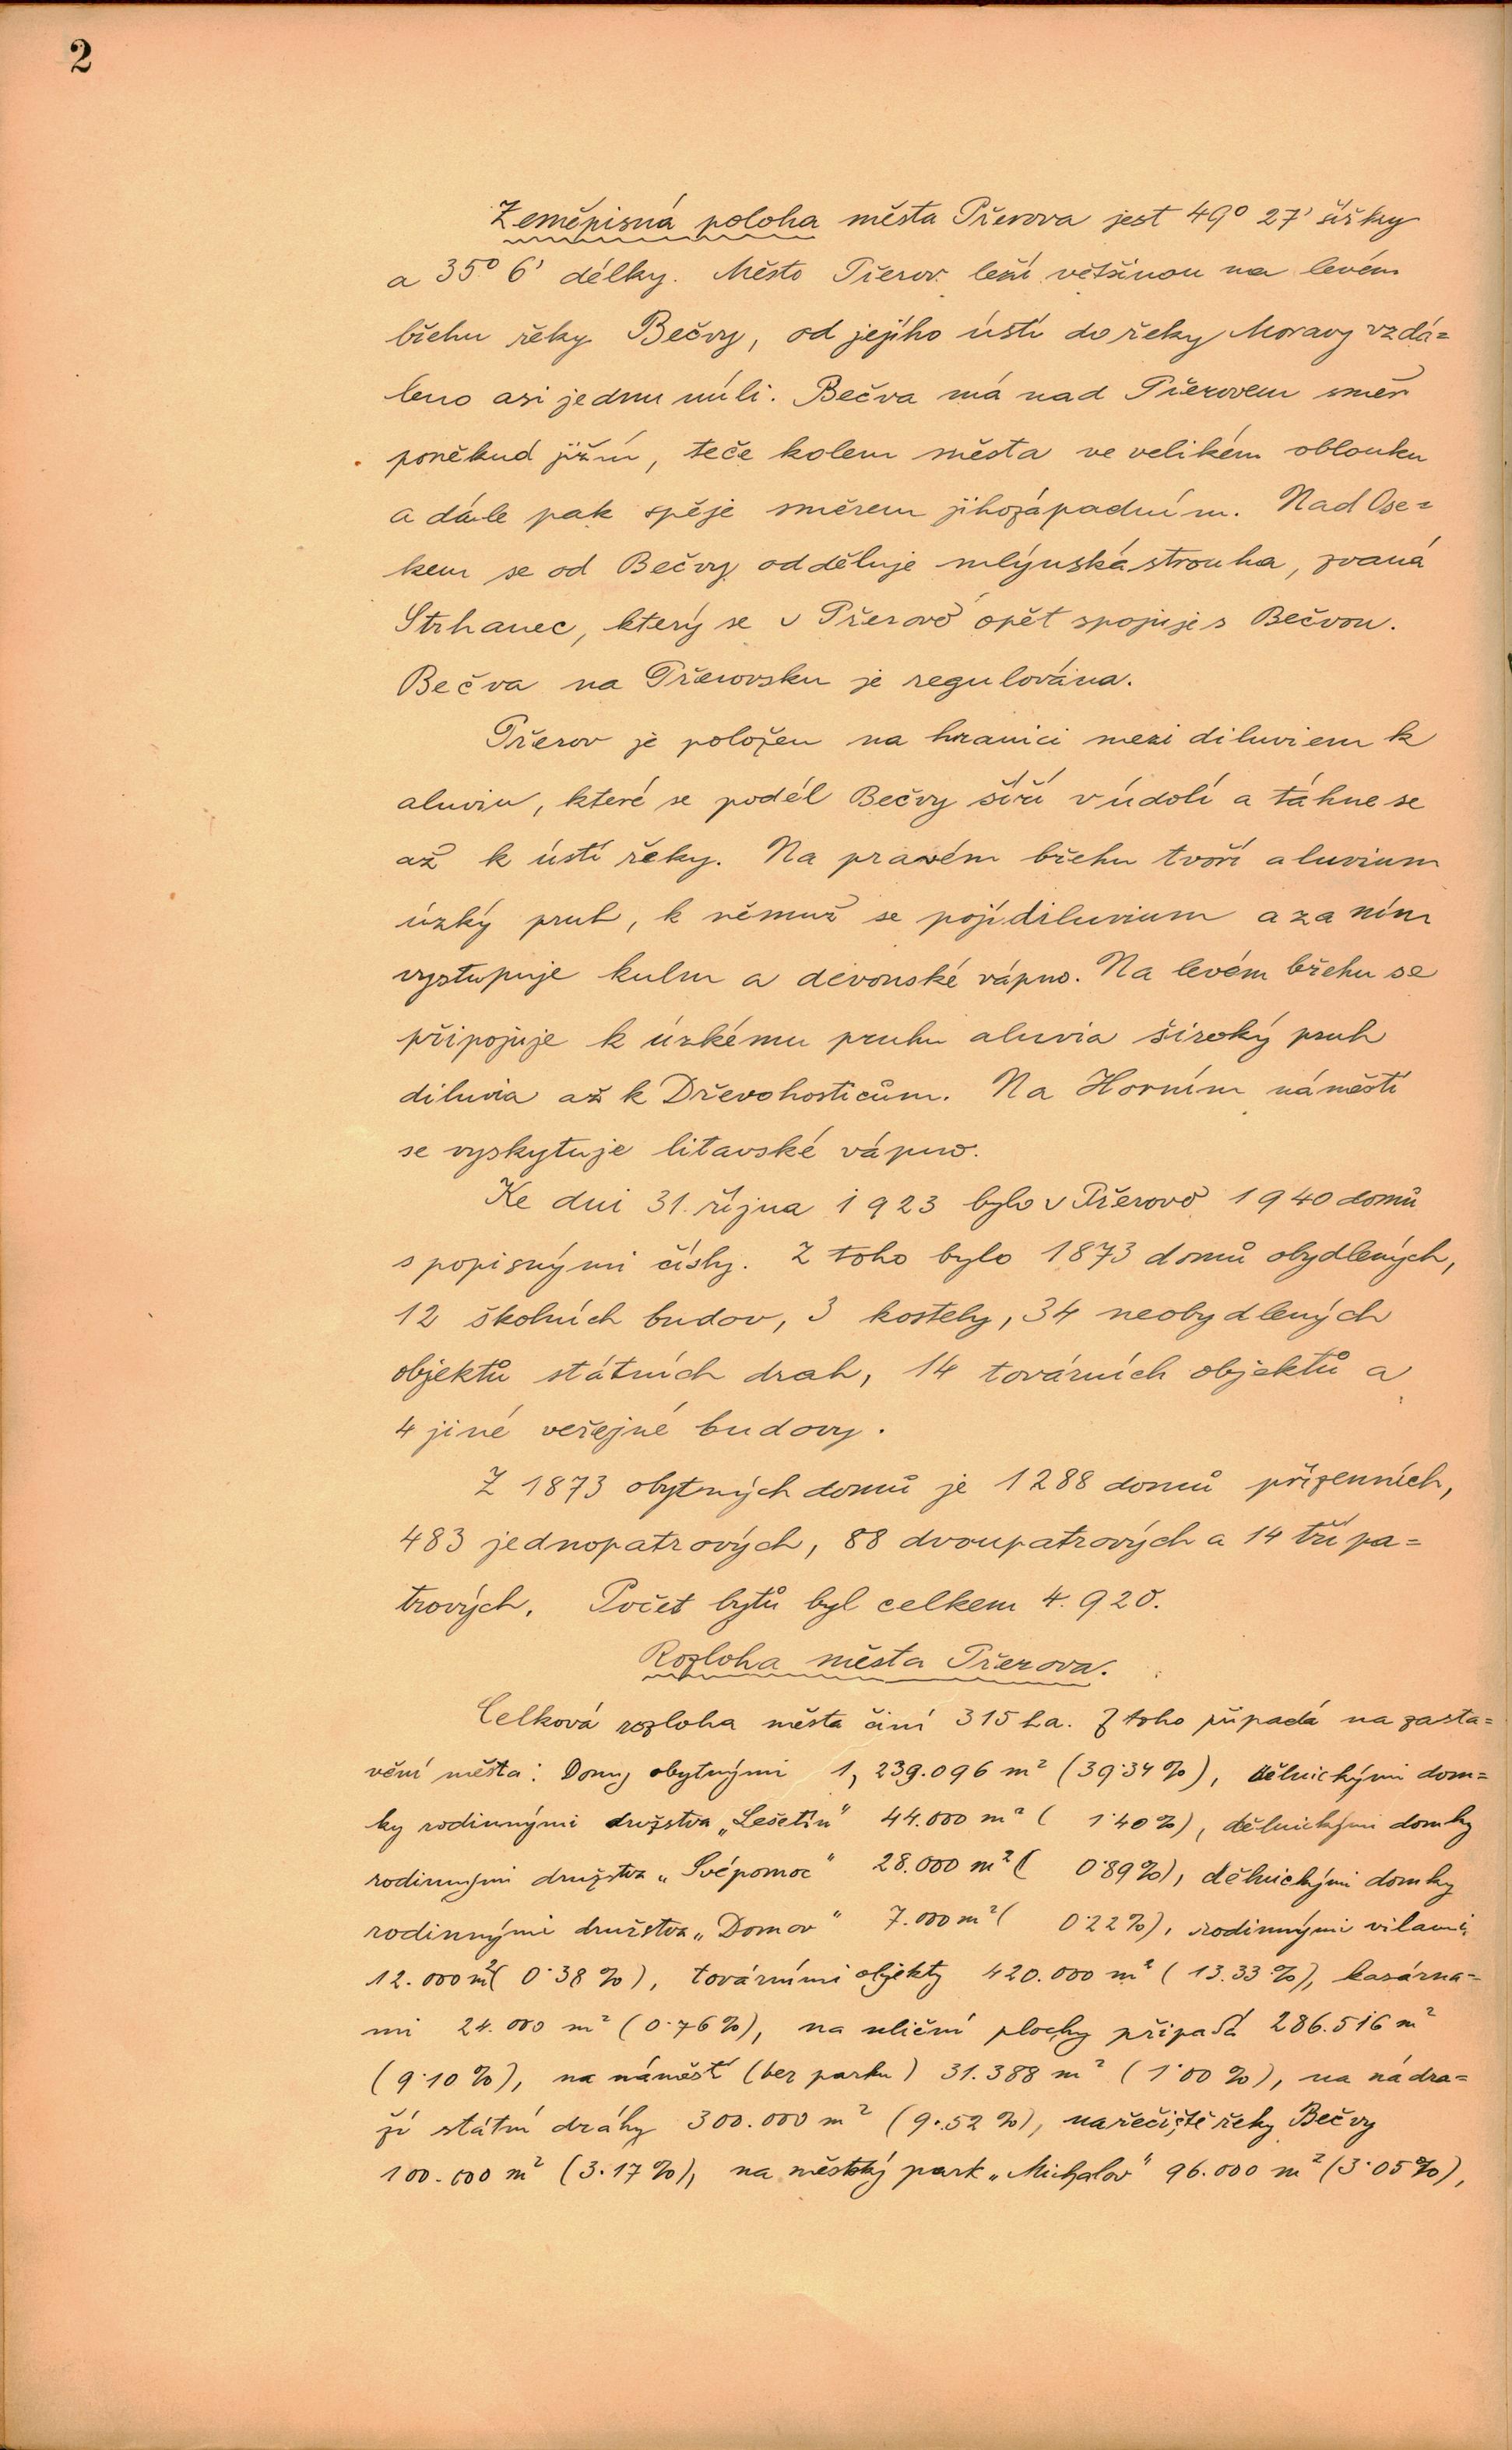 2
Zeměpisná poloha města Přerova jest 49° 27' šířky
a 35° 6' délky. Město Přerov leží většinou na levém
břehu řeky Bečvy, od jejího ústí do řeky Moravy vzdá=
leno asi jednu míli. Bečva má nad Přerovem směr
poněkud jižní, teče kolem města ve velikém oblouku
a dále pak spěje směrem jihozápadním. Nad Ose=
kem se od Bečvy odděluje mlýnská strouha, zvaná
Strhanec, který se v Přerově opět spojuje s Bečvou.
Bečva na Přerovsku je regulována.
Přerov je položen na hranici mezi diluviem k
aluviu, které se podél Bečvy šíří v údolí a táhne se
až k ústí řeky. Na pravém břehu tvoří aluvium
úzký pruh, k němuž se pojí diluvium a za ním
vystupuje kulm a devonské vápno. Na levém břehu se
připojuje k úzkému pruhu aluvia široký pruh
diluvia až k Dřevohosticům. Na Horním náměstí
se vyskytuje litavské vápno.
Ke dni 31. října 1923 bylo v Přerově 1940 domů
s popisnými čísly. Z toho bylo 1873 domů obydlených,
12 školních budov, 3 kostely, 34 neobydlených
objektů státních drah, 14 továrních objektů a
4 jiné veřejné budovy.
Z 1873 obytných domů je 1288 domů přízemních,
483 jednopatrových, 88 dvoupatrových a 14 třípa=
trových. Počet bytů byl celkem 4.920.
Rozloha města Přerova.
Celková rozloha města činí 315 ha. Z toho připadá na zasta=
vění města: Domy obytnými 1,239.096 m² (39·34%), dělnickými dom=
ky rodinnými družstva „Lešetín" 44.000 m² ( 1·40%), dělnickými domky
rodinnými družstva „Svépomoc" 28.000 m² ( 0·89%), dělnickými domky
rodinnými družstva „Domov" 7.000 m² ( 0·22%), rodinnými vilami
12.000 m² ( 0·38%), továrními objekty 420.000 m² (13.33%), kasárna=
mi 24.000 m² (0·76%), na uliční plochy připadá 286.516 m²
(9·10%), na náměstí (bez parku) 31.388 m² (1·00%), na nádra=
ží státní dráhy 300.000 m² (9.52%), na řečiště řeky Bečvy
100.000 m² (3.17%), na městský park „Michalov" 96.000 m² (3·05%),